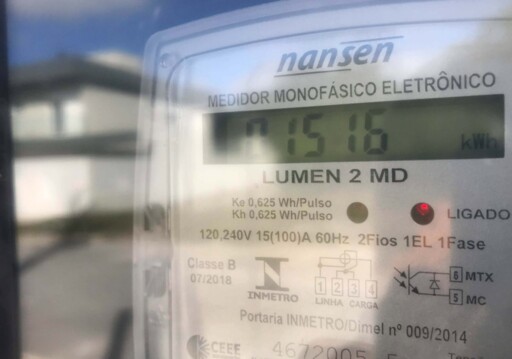 nansen
MEDIDOR MONOFÁSICO ELETRÔNICO
01516 kWh
LUMEN 2 MD
Ke 0,625 Wh/Pulso
Kh 0,625 Wh/Pulso
LIGADO
120,240V 15(100)A 60Hz 2Fios 1EL 1Fase
Classe B
07/2018
N
INMETRO
1 2 3 4
LINHA CARGA
6 MTX
5 MC
Portaria INMETRO/Dimel nº 009/2014
CEEE
4672005